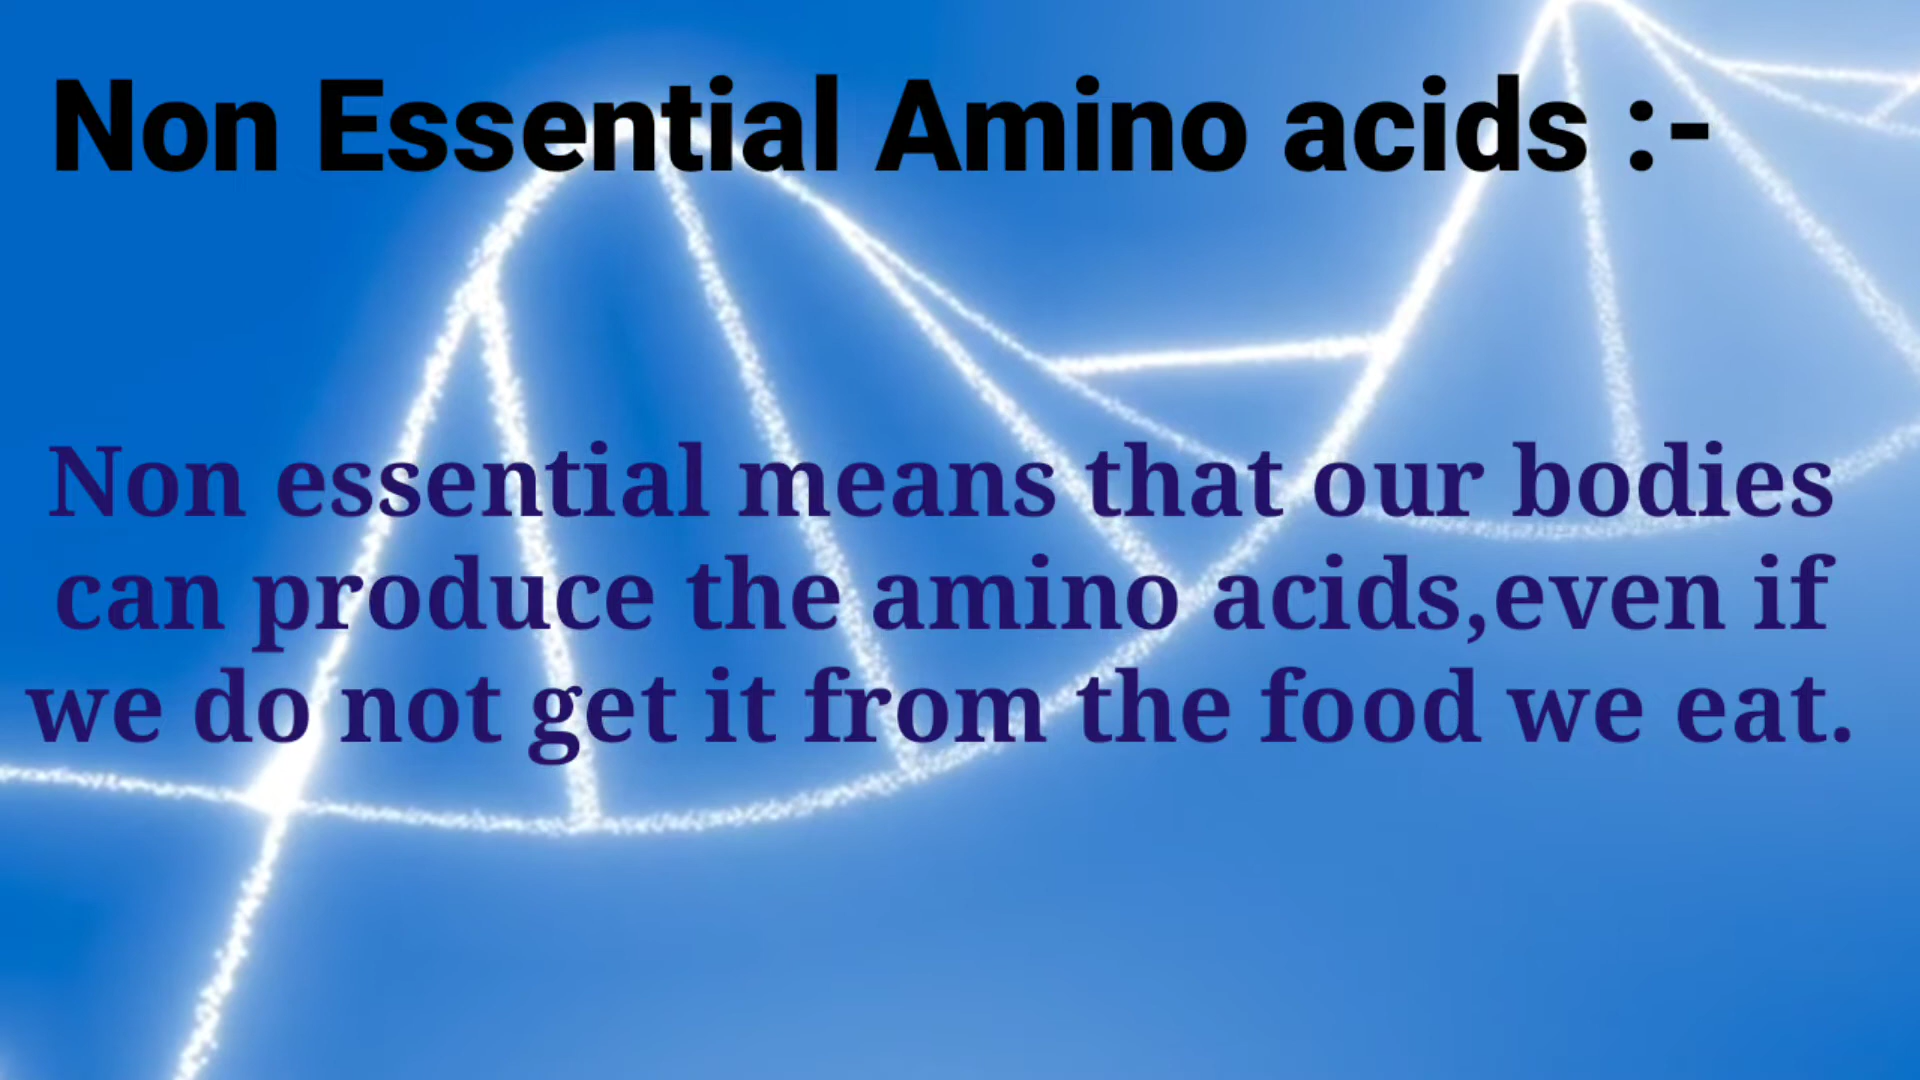 Non Essential Amino acids :-
Non essential means that our bodies
can produce the amino acids,even if
we do not get it from the food we eat.